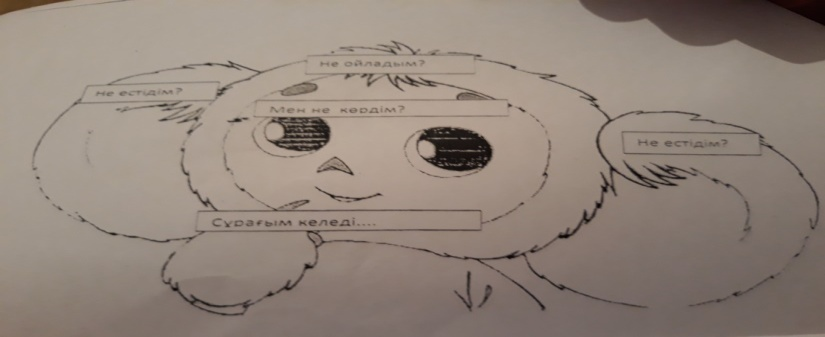 Не ойладым?
Не естідім?
Мен не көрдім?
Не естідім?
Сұрағым келеді....